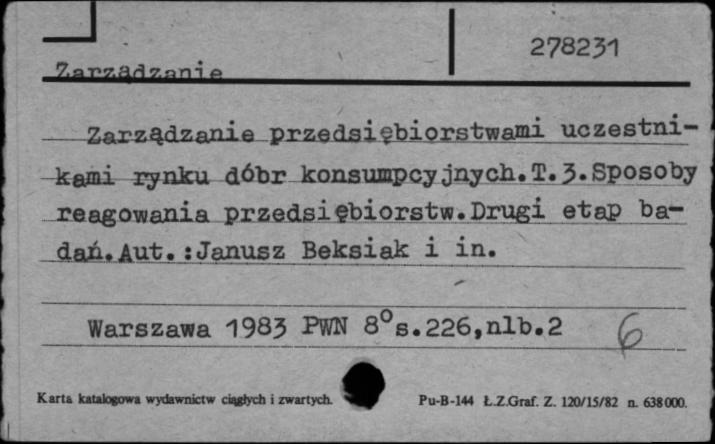 278231
Zarządzanie
Zarządzanie przedsiębiorstwami uczestni-
kami rynku dóbr konsumpcyjnych.T.3.Sposoby
reagowania przedsiębiorstw.Drugi etap ba-
dań.Aut.:Janusz Beksiak i in.
Warszawa 1983 PWN 8° s.226,nlb.2 6
Karta katalogowa wydawnictw ciągłych i zwartych. Pu-B-144 Ł.Z.Graf. Z. 120/15/82 n. 638000.